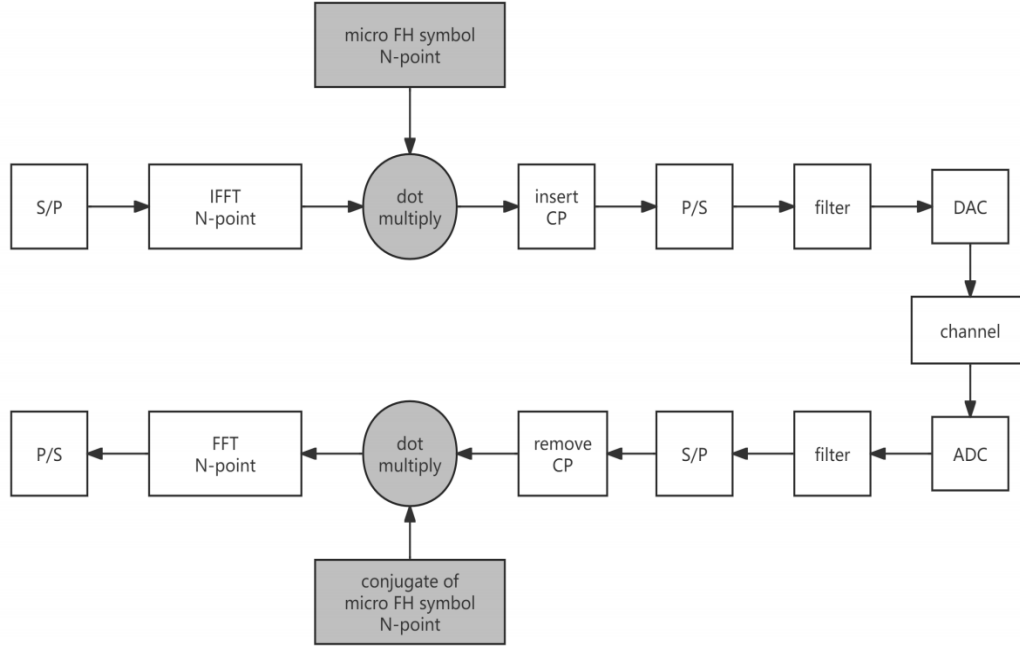 micro FH symbol
N-point
S/P
IFFT
N-point
dot
multiply
insert
CP
P/S
filter
DAC
channel
P/S
FFT
N-point
dot
multiply
remove
CP
S/P
filter
ADC
conjugate of
micro FH symbol
N-point